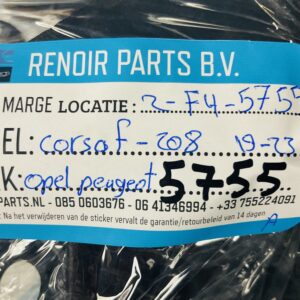 RENOIR PARTS B.V.
MARGE LOCATIE : 2-F4-5755
EL: corsa f - 208 19-23
K: opel peugeot 5755
PARTS.NL - 085 0603676 - 06 41346994 - +33 755224091
: Na het verwijderen van de sticker vervalt de garantie/retourbeleid van 14 dagen
A